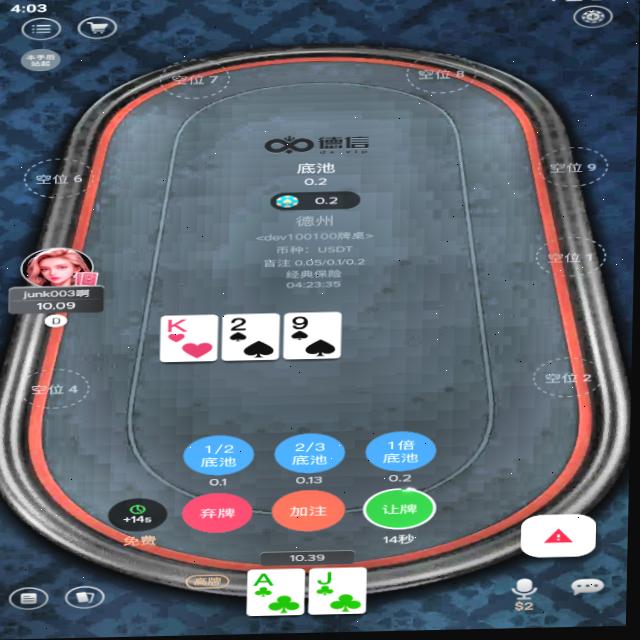 4:03
本手后
站起
空位 7
空位 8
德信
底池
0.2
0.2
空位 6
空位 9
德州
<dev100100牌桌>
币种: USDT
盲注 0.05/0.1/0.2
经典保险
04:23:35
空位 1
junk003啊
10.09
D
K
2
9
空位 4
空位 2
1/2
底池
2/3
底池
1倍
底池
0.1
0.13
0.2
+14s
弃牌
加注
让牌
免费
14秒
10.39
高牌
A
J
$2